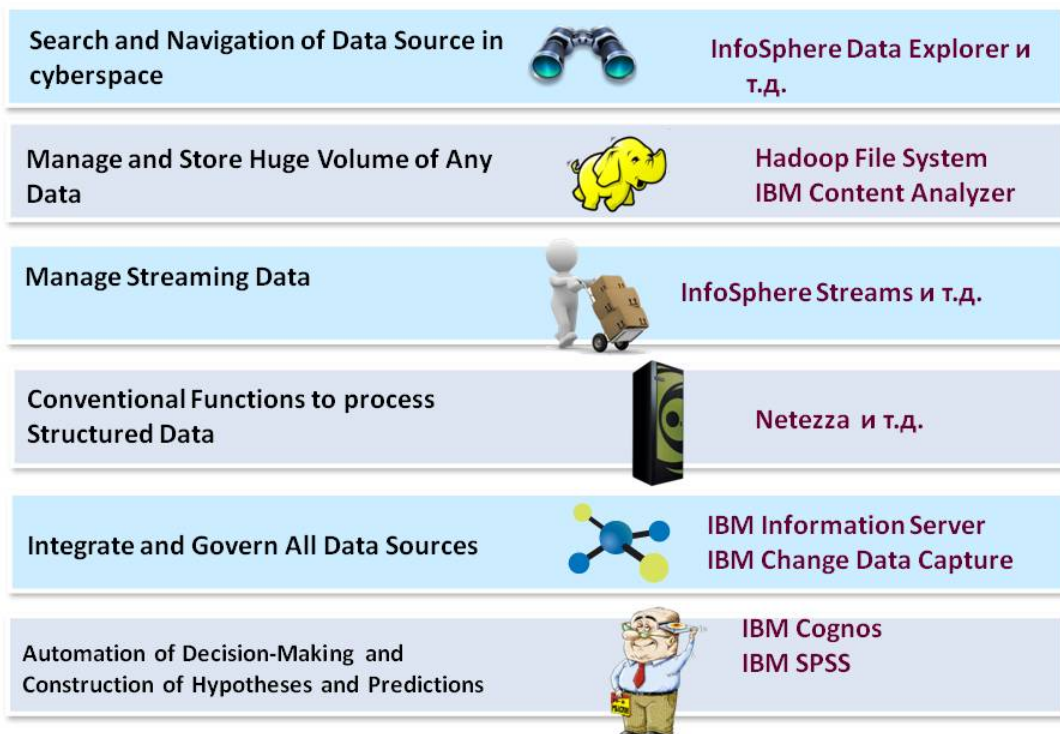 Search and Navigation of Data Source in
cyberspace
InfoSphere Data Explorer и
т.д.
Manage and Store Huge Volume of Any
Data
Hadoop File System
IBM Content Analyzer
Manage Streaming Data
InfoSphere Streams и т.д.
Conventional Functions to process
Structured Data
Netezza и т.д.
Integrate and Govern All Data Sources
IBM Information Server
IBM Change Data Capture
Automation of Decision-Making and
Construction of Hypotheses and Predictions
IBM Cognos
IBM SPSS